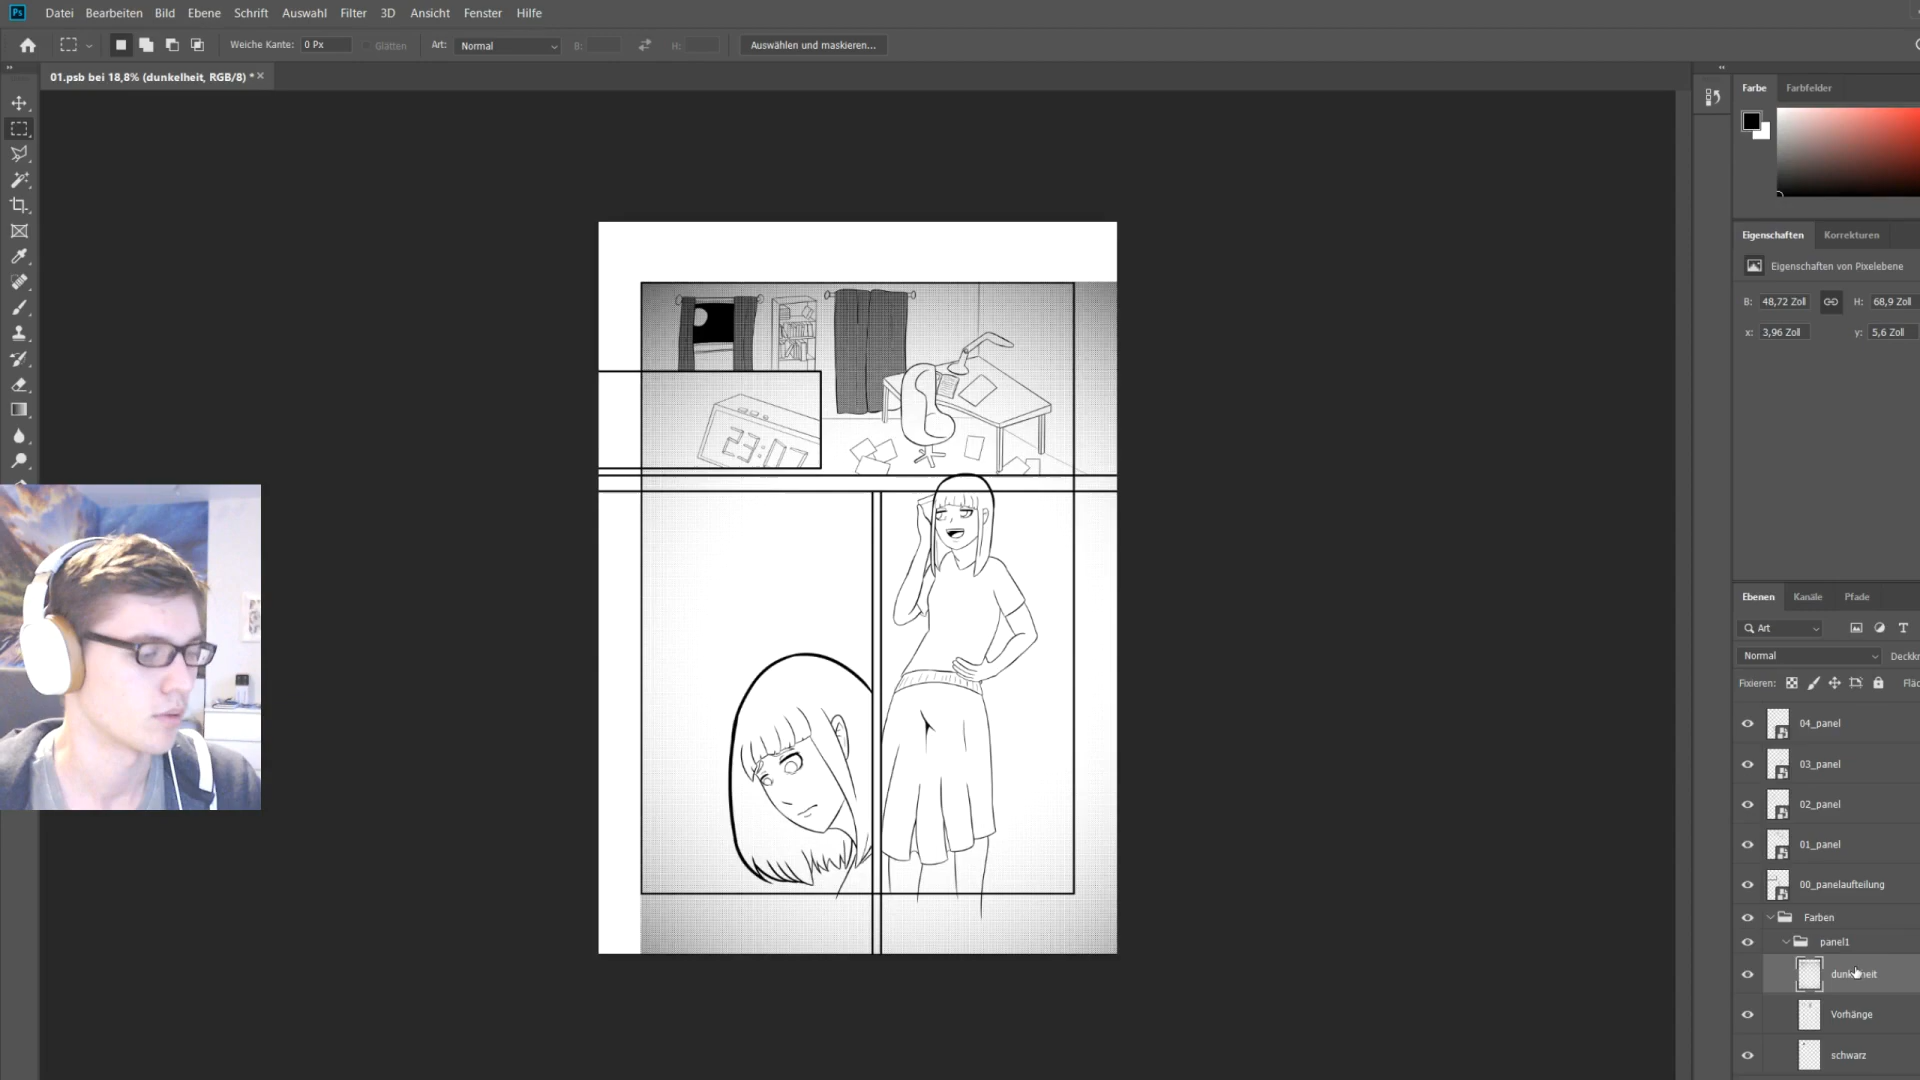 Ps Datei Bearbeiten Bild Ebene Schrift Auswahl Filter 3D Ansicht Fenster Hilfe
Weiche Kante: 0 Px Glätten Art: Normal B: H: Auswählen und maskieren...
01.psb bei 18,8% (dunkelheit, RGB/8) *
Farbe Farbfelder
Eigenschaften Korrekturen
Eigenschaften von Pixelebene
B: 48,72 Zoll H: 68,9 Zoll
x: 3,96 Zoll y: 5,6 Zoll
23:07
Ebenen Kanäle Pfade
Art T
Normal
Fixieren:
04_panel
03_panel
02_panel
01_panel
00_panelaufteilung
Farben
panel1
dunkelheit
Vorhänge
schwarz